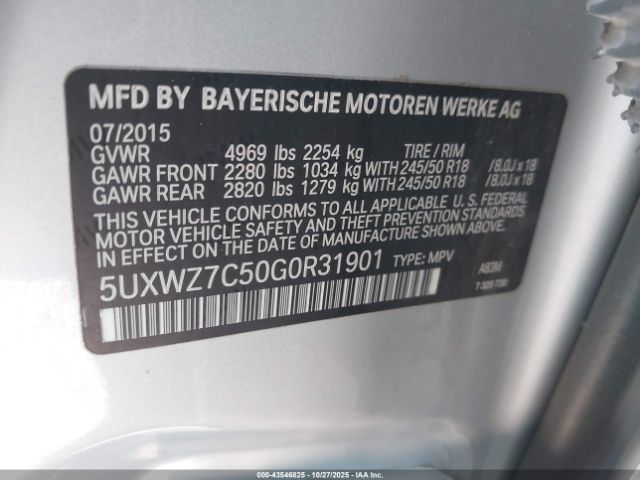 MFD BY BAYERISCHE MOTOREN WERKE AG
07/2015
GVWR 4969 lbs 2254 kg TIRE / RIM
GAWR FRONT 2280 lbs 1034 kg WITH 245/50 R18 /8.0J x 18
GAWR REAR 2820 lbs 1279 kg WITH 245/50 R18 /8.0J x 18
THIS VEHICLE CONFORMS TO ALL APPLICABLE U. S. FEDERAL
MOTOR VEHICLE SAFETY AND THEFT PREVENTION STANDARDS
IN EFFECT ON THE DATE OF MANUFACTURE SHOWN ABOVE.
5UXWZ7C50G0R31901 TYPE: MPV A83M
000-43546825 - 10/27/2025 - IAAI.com